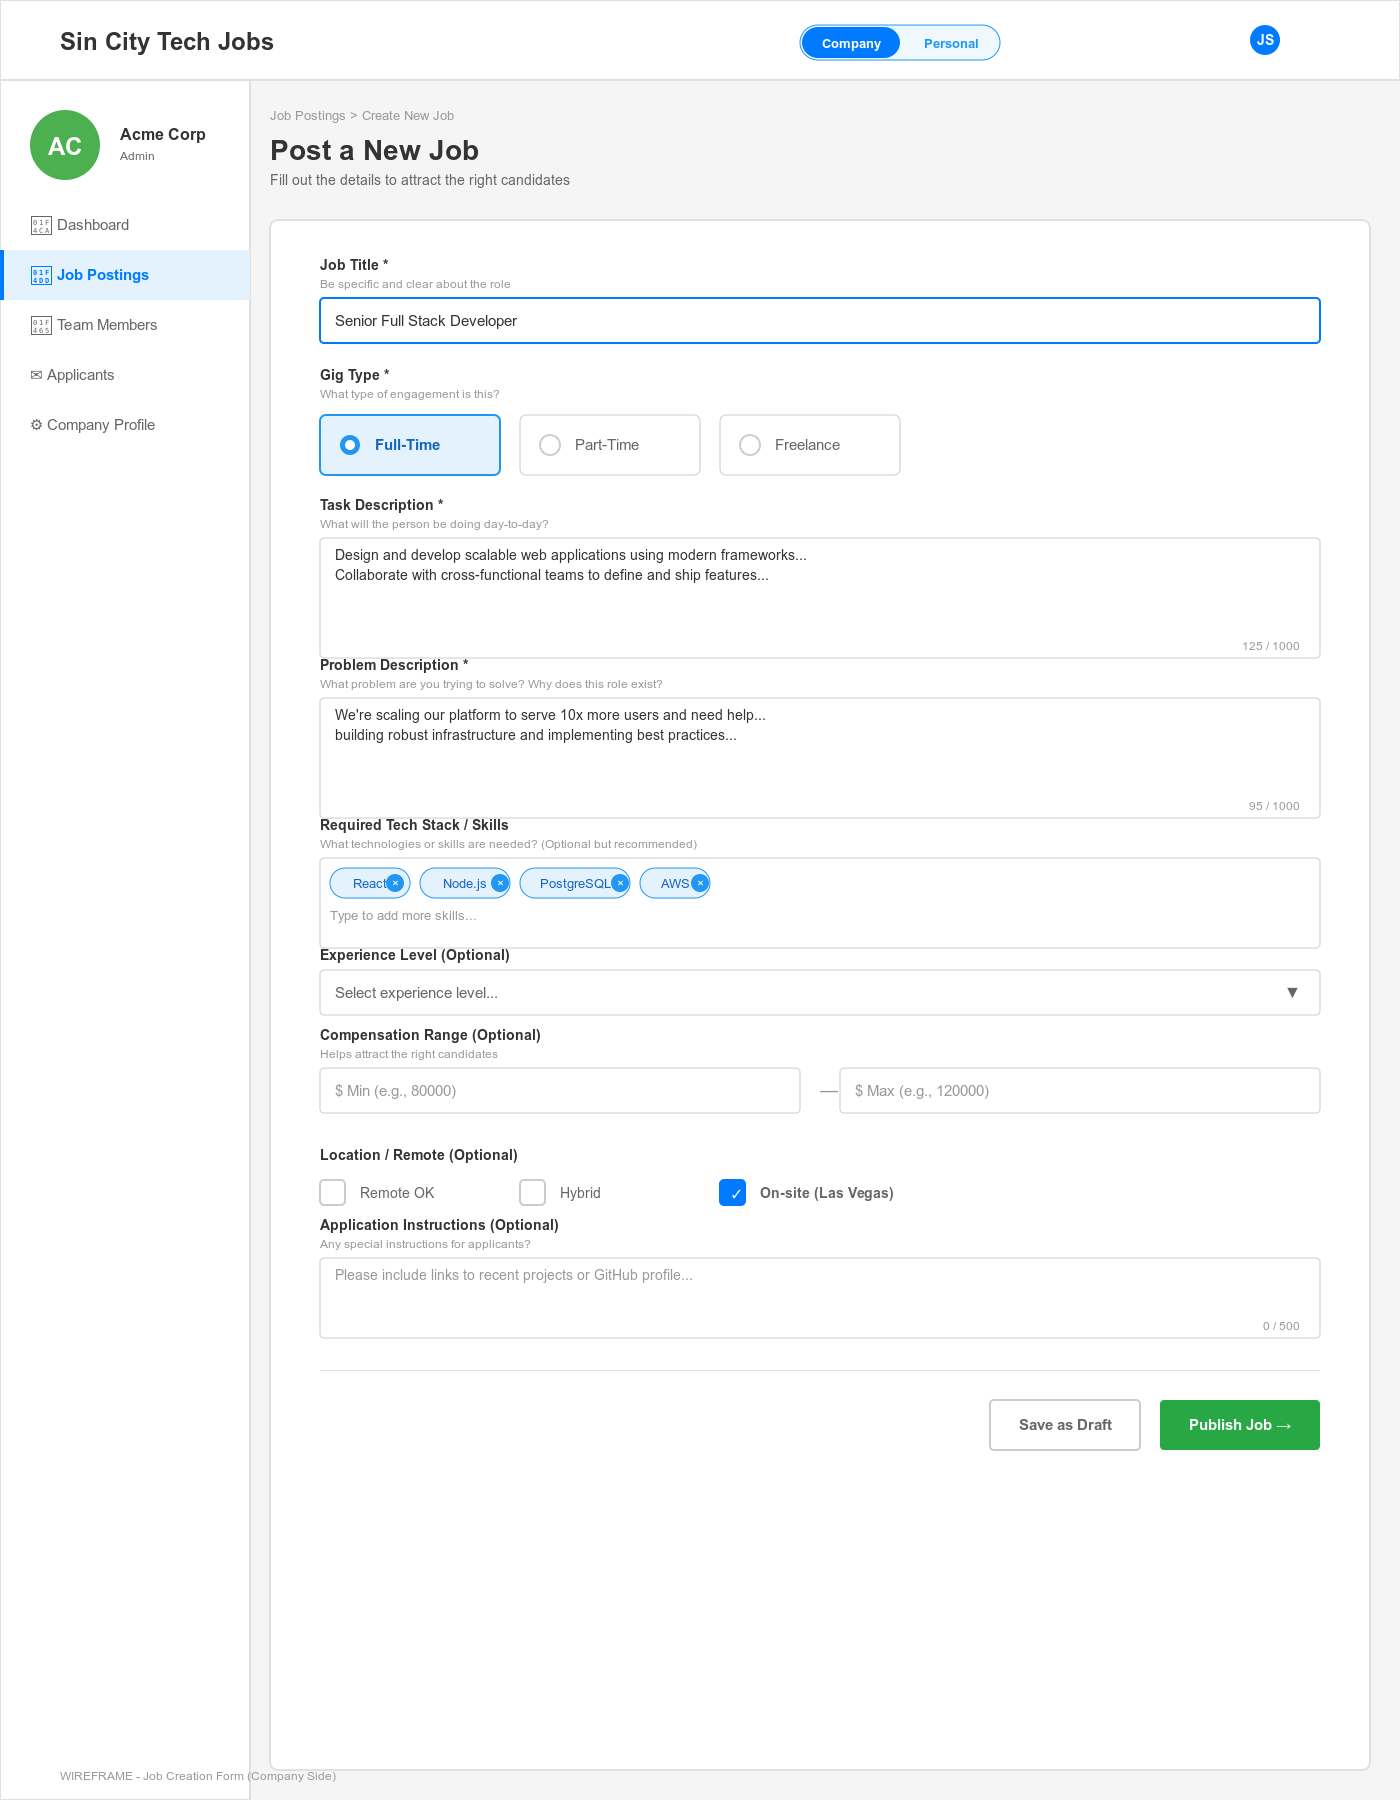 Sin City Tech Jobs
Company
Personal
JS
AC
Acme Corp
Admin
Dashboard
Job Postings
Team Members
✉ Applicants
⚙ Company Profile
Job Postings > Create New Job
Post a New Job
Fill out the details to attract the right candidates
Job Title *
Be specific and clear about the role
Senior Full Stack Developer
Gig Type *
What type of engagement is this?
Full-Time
Part-Time
Freelance
Task Description *
What will the person be doing day-to-day?
Design and develop scalable web applications using modern frameworks...
Collaborate with cross-functional teams to define and ship features...
125 / 1000
Problem Description *
What problem are you trying to solve? Why does this role exist?
We're scaling our platform to serve 10x more users and need help...
building robust infrastructure and implementing best practices...
95 / 1000
Required Tech Stack / Skills
What technologies or skills are needed? (Optional but recommended)
React ×
Node.js ×
PostgreSQL ×
AWS ×
Type to add more skills...
Experience Level (Optional)
Select experience level... ▼
Compensation Range (Optional)
Helps attract the right candidates
$ Min (e.g., 80000)
—
$ Max (e.g., 120000)
Location / Remote (Optional)
Remote OK
Hybrid
✓ On-site (Las Vegas)
Application Instructions (Optional)
Any special instructions for applicants?
Please include links to recent projects or GitHub profile...
0 / 500
Save as Draft
Publish Job →
WIREFRAME - Job Creation Form (Company Side)